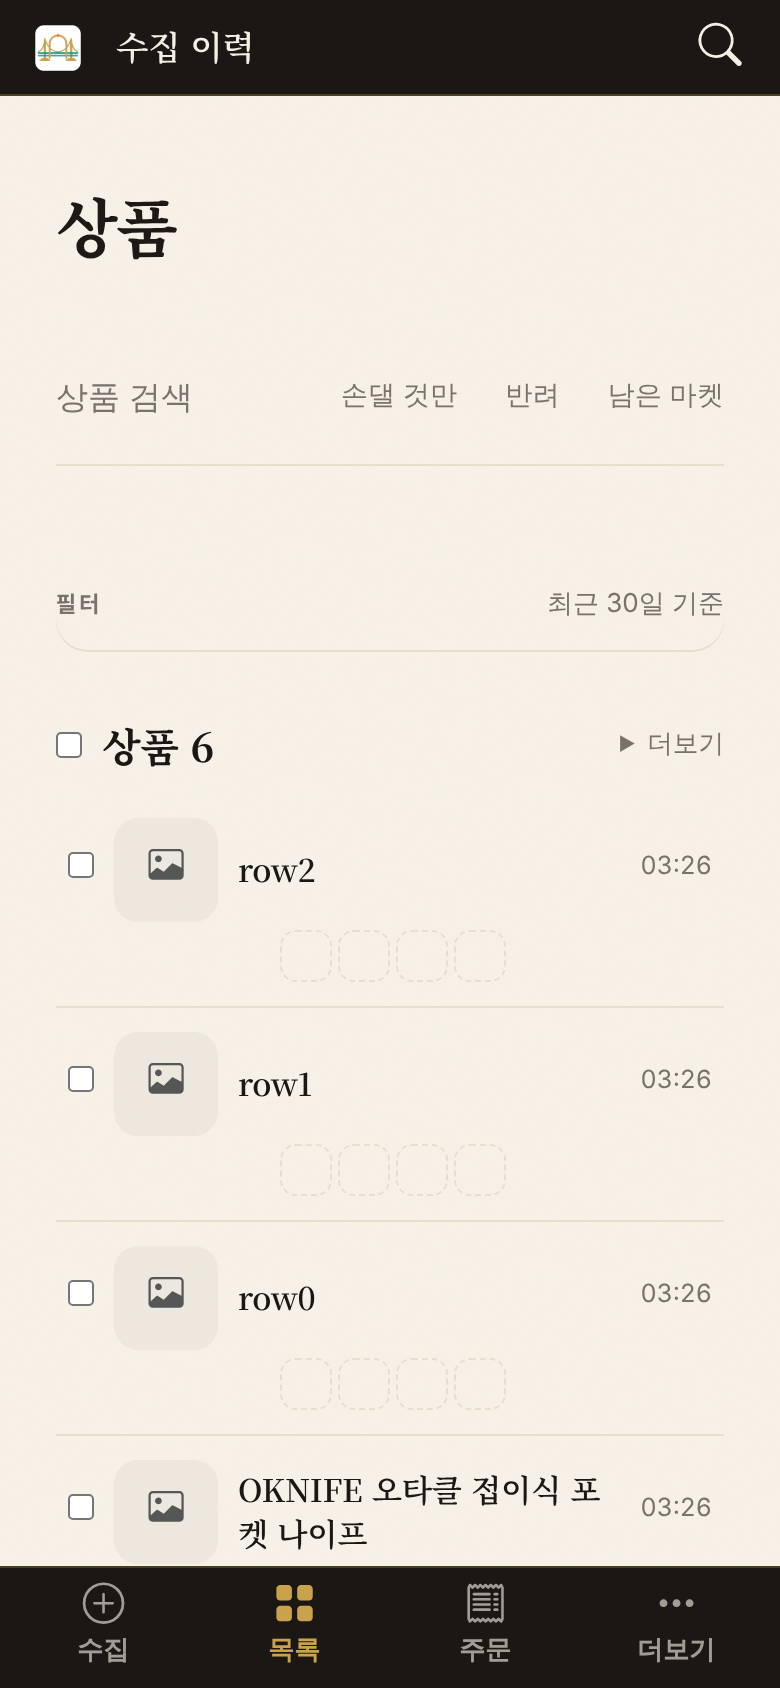 수집 이력
상품
상품 검색 손댈 것만 반려 남은 마켓
필터 최근 30일 기준
상품 6 ▶ 더보기
row2 03:26
row1 03:26
row0 03:26
OKNIFE 오타클 접이식 포 03:26
켓 나이프
수집 목록 주문 더보기